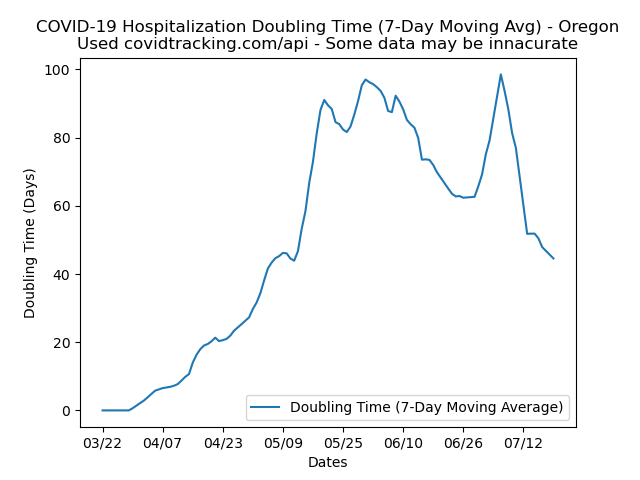 COVID-19 Hospitalization Doubling Time (7-Day Moving Avg) - Oregon
Used covidtracking.com/api - Some data may be innacurate
100
80
60
40
20
0
Doubling Time (Days)
Doubling Time (7-Day Moving Average)
03/22 04/07 04/23 05/09 05/25 06/10 06/26 07/12
Dates